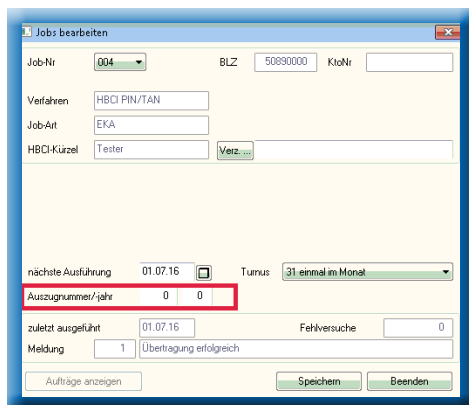 Jobs bearbeiten
Job-Nr 004 BLZ 50890000 KtoNr
Verfahren HBCI PIN/TAN
Job-Art EKA
HBCI-Kürzel Tester Verz. ...
nächste Ausführung 01.07.16 Turnus 31 einmal im Monat
Auszugnummer/-jahr 0 0
zuletzt ausgeführt 01.07.16 Fehlversuche 0
Meldung 1 Übertragung erfolgreich
Aufträge anzeigen Speichern Beenden